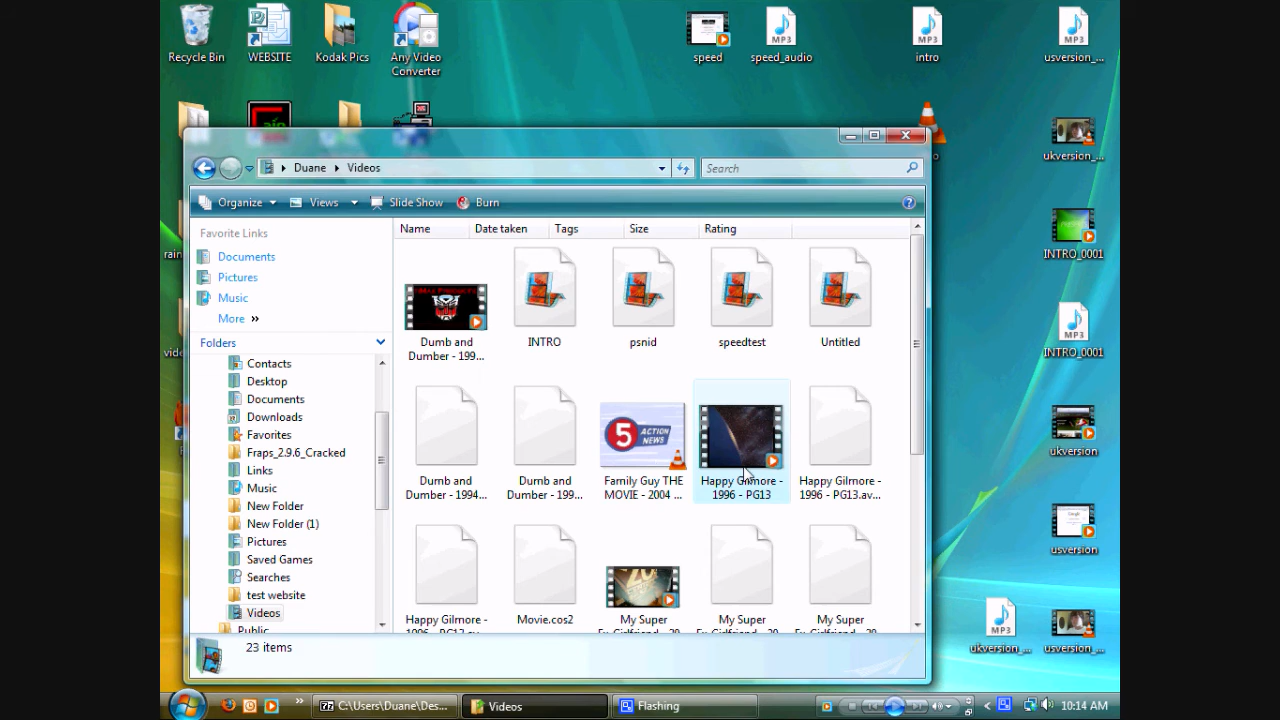 Recycle Bin
WEBSITE
Kodak Pics
Any Video
Converter
speed
speed_audio
intro
usversion_...
ukversion_...
INTRO_0001
INTRO_0001
ukversion
usversion
ukversion_...
usversion_...
Duane
Videos
Search
Organize
Views
Slide Show
Burn
Favorite Links
Documents
Pictures
Music
More »
Folders
Contacts
Desktop
Documents
Downloads
Favorites
Fraps_2.9.6_Cracked
Links
Music
New Folder
New Folder (1)
Pictures
Saved Games
Searches
test website
Videos
Public
Name
Date taken
Tags
Size
Rating
Dumb and
Dumber - 199...
INTRO
psnid
speedtest
Untitled
Dumb and
Dumber - 1994...
Dumb and
Dumber - 199...
5 ACTION
NEWS
Family Guy THE
MOVIE - 2004 ...
Happy Gilmore -
1996 - PG13
Happy Gilmore -
1996 - PG13.av...
Happy Gilmore -
Movie.cos2
My Super
My Super
My Super
23 items
C:\Users\Duane\Des...
Videos
Flashing
10:14 AM